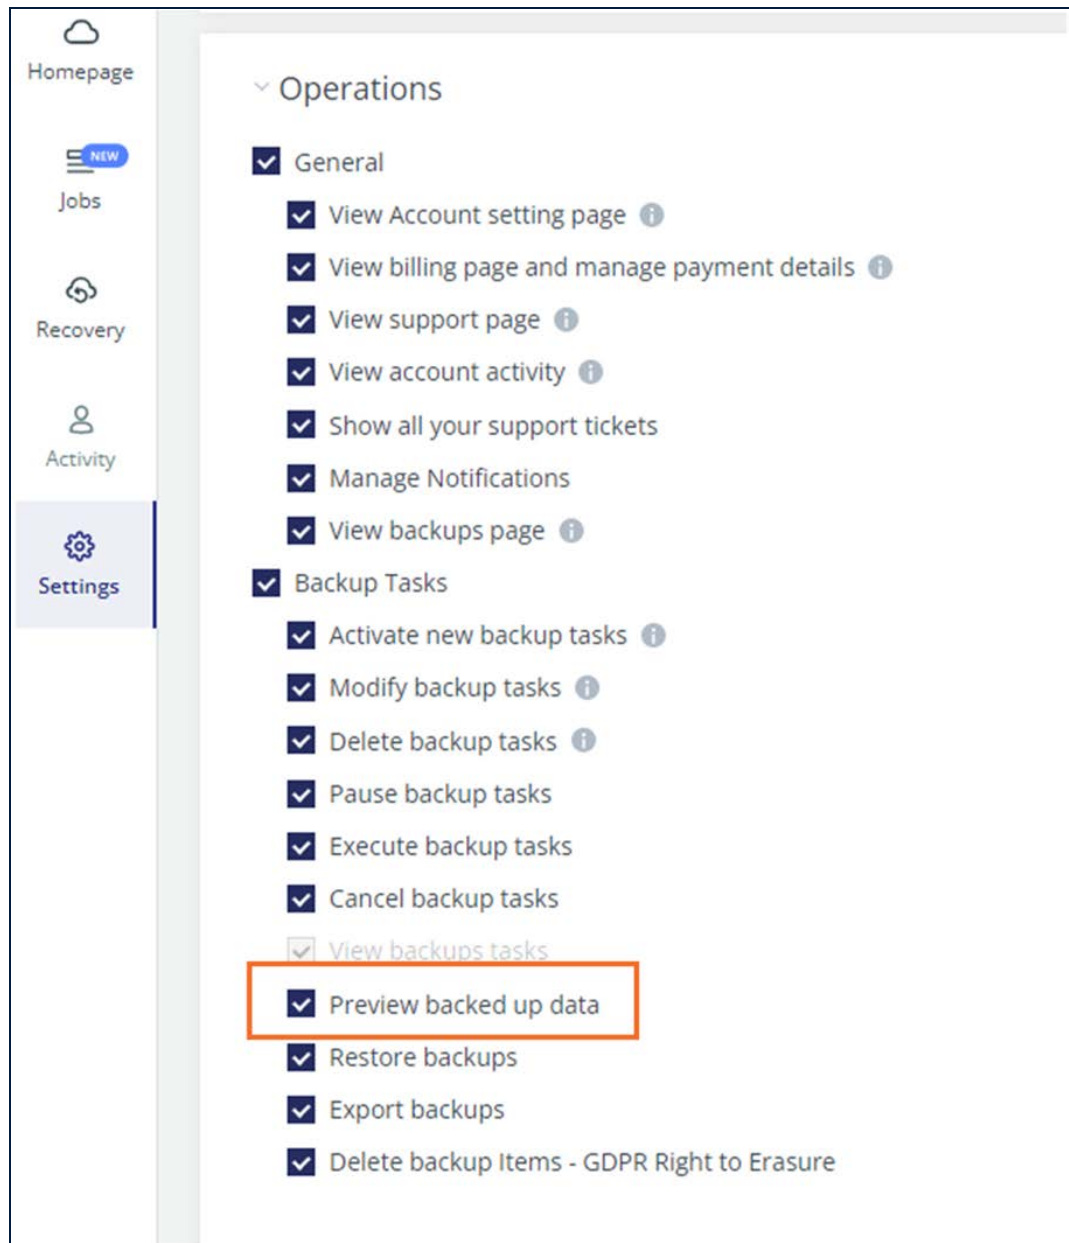 Homepage
NEW
Jobs
Recovery
Activity
Settings
Operations
General
View Account setting page
View billing page and manage payment details
View support page
View account activity
Show all your support tickets
Manage Notifications
View backups page
Backup Tasks
Activate new backup tasks
Modify backup tasks
Delete backup tasks
Pause backup tasks
Execute backup tasks
Cancel backup tasks
View backups tasks
Preview backed up data
Restore backups
Export backups
Delete backup Items - GDPR Right to Erasure